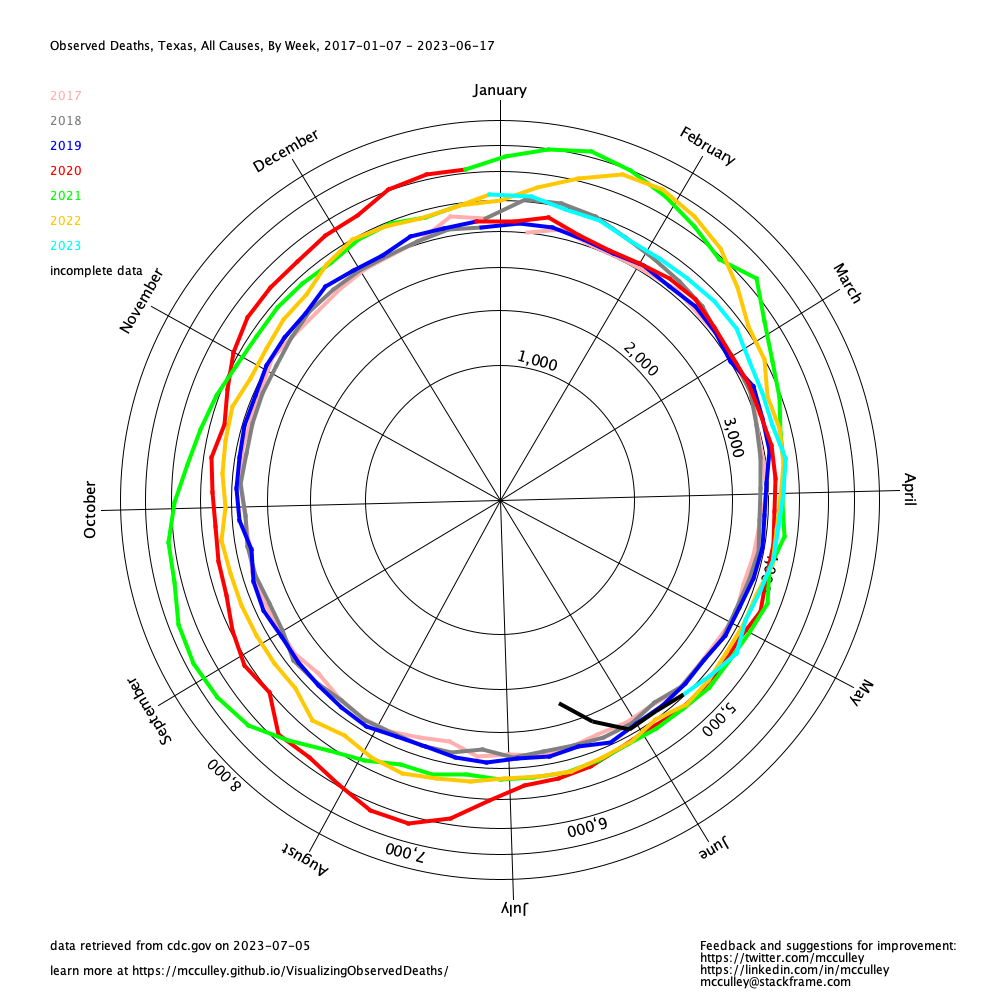 Observed Deaths, Texas, All Causes, By Week, 2017-01-07 - 2023-06-17
January
2017
2018
2019
2020
2021
2022
2023
incomplete data
December
February
November
March
1,000
2,000
3,000
October
April
September
May
5,000
8,000
6,000
7,000
August
June
July
data retrieved from cdc.gov on 2023-07-05
learn more at https://mcculley.github.io/VisualizingObservedDeaths/
Feedback and suggestions for improvement:
https://twitter.com/mcculley
https://linkedin.com/in/mcculley
mcculley@stackframe.com